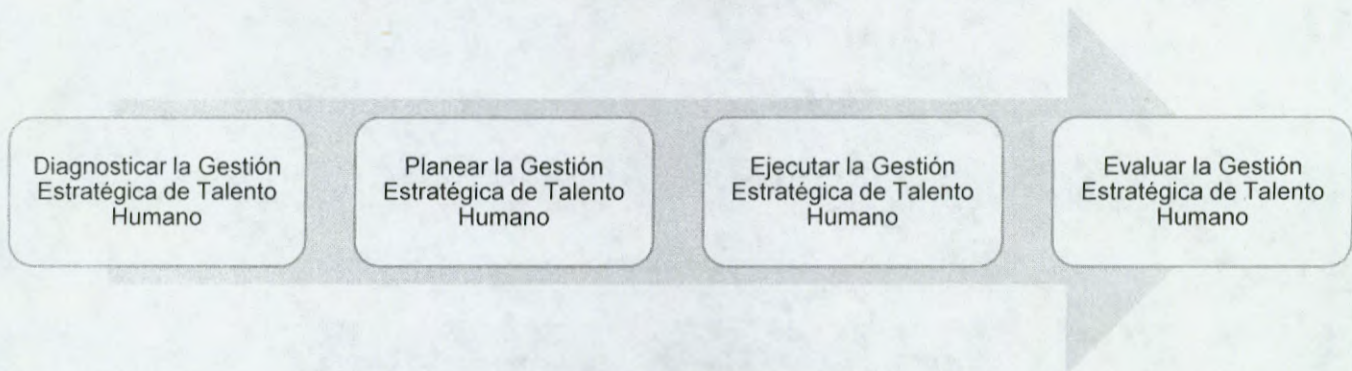 Diagnosticar la Gestión
Estratégica de Talento
Humano
Planear la Gestión
Estratégica de Talento
Humano
Ejecutar la Gestión
Estratégica de Talento
Humano
Evaluar la Gestión
Estratégica de Talento
Humano